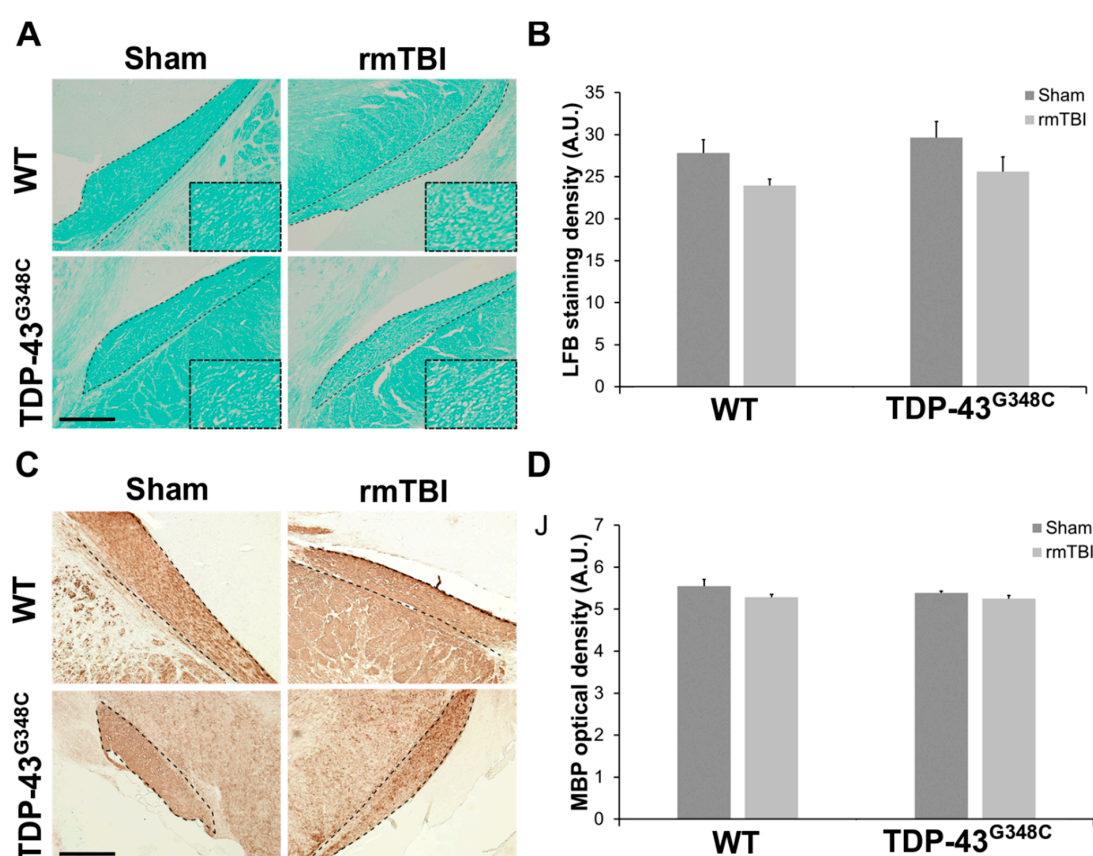 A
Sham
rmTBI
WT
TDP-43G348C
B
LFB staining density (A.U.)
35
30
25
20
15
10
5
0
Sham
rmTBI
WT
TDP-43G348C
C
Sham
rmTBI
WT
TDP-43G348C
D
J
MBP optical density (A.U.)
7
6
5
4
3
2
1
0
Sham
rmTBI
WT
TDP-43G348C